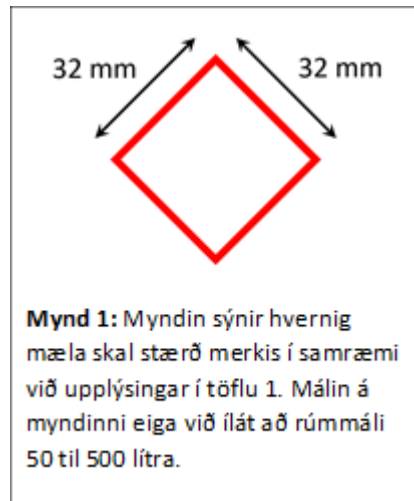 32 mm 32 mm
Mynd 1: Myndin sýnir hvernig
mæla skal stærð merkis í samræmi
við upplýsingar í töflu 1. Málin á
myndinni eiga við ílát að rúmmáli
50 til 500 lítra.